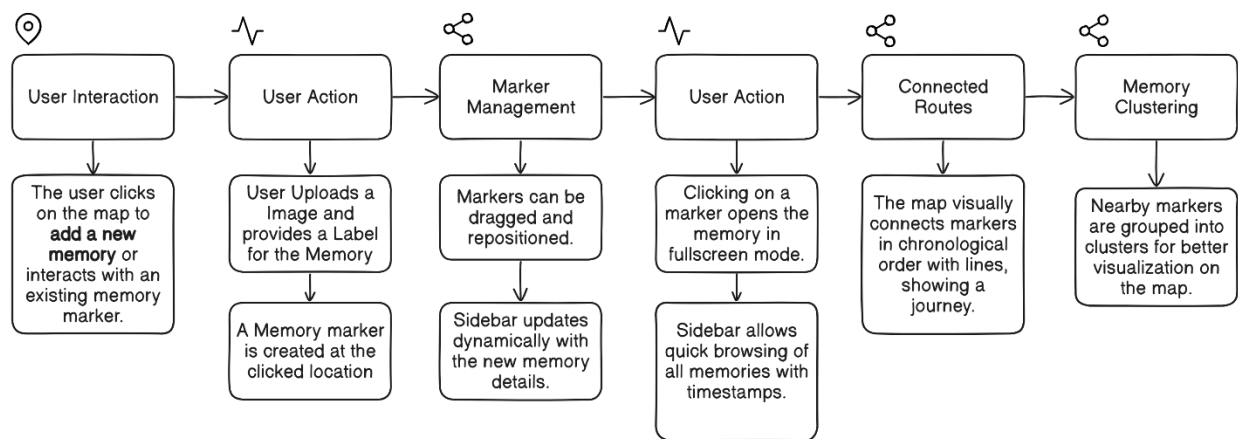 User Interaction
User Action
Marker
Management
User Action
Connected
Routes
Memory
Clustering
The user clicks
on the map to
add a new
memory or
interacts with an
existing memory
marker.
User Uploads a
Image and
provides a Label
for the Memory
A Memory marker
is created at the
clicked location
Markers can be
dragged and
repositioned.
Sidebar updates
dynamically with
the new memory
details.
Clicking on a
marker opens the
memory in
fullscreen mode.
Sidebar allows
quick browsing of
all memories with
timestamps.
The map visually
connects markers
in chronological
order with lines,
showing a
journey.
Nearby markers
are grouped into
clusters for better
visualization on
the map.